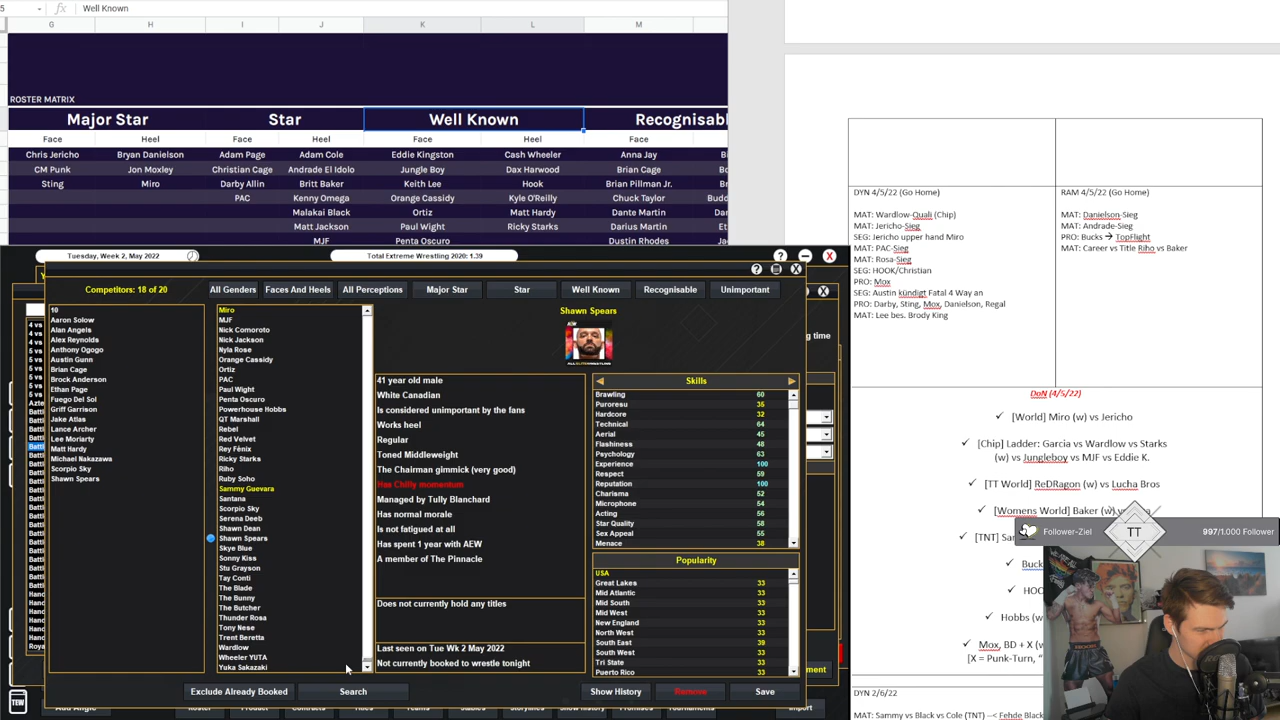 5
fx
Well Known
G H I J K L M
ROSTER MATRIX
Major Star Star Well Known Recognisabl
Face Heel Face Heel Face Heel Face
Chris Jericho Bryan Danielson Adam Page Adam Cole Eddie Kingston Cash Wheeler Anna Jay
CM Punk Jon Moxley Christian Cage Andrade El Idolo Jungle Boy Dax Harwood Brian Cage
Sting Miro Darby Allin Britt Baker Keith Lee Hook Brian Pillman Jr.
PAC Kenny Omega Ortiz Kyle O'Reilly Chuck Taylor
Malakai Black Pac Matt Hardy Dante Martin
Matt Jackson Paul Wight Ricky Starks Darius Martin
MJF Penta Oscuro Dustin Rhodes
Tuesday, Week 2, May 2022
Total Extreme Wrestling 2020: 1.39
Competitors: 18 of 20
All Genders
Faces And Heels
All Perceptions
Major Star
Star
Well Known
Recognisable
Unimportant
10
Aaron Solow
Alan Angels
Alex Reynolds
Anthony Ogogo
Austin Gunn
Brian Cage
Brock Anderson
Ethan Page
Fuego Del Sol
Griff Garrison
Jake Atlas
Lance Archer
Lee Moriarty
Matt Hardy
Michael Nakazawa
Scorpio Sky
Shawn Spears
Miro
MJF
Nick Comoroto
Nick Jackson
Nyla Rose
Orange Cassidy
Ortiz
PAC
Paul Wight
Penta Oscuro
Powerhouse Hobbs
QT Marshall
Rebel
Red Velvet
Rey Fénix
Ricky Starks
Riho
Ruby Soho
Sammy Guevara
Santana
Scorpio Sky
Serena Deeb
Shawn Dean
Shawn Spears
Skye Blue
Sonny Kiss
Stu Grayson
Tay Conti
The Blade
The Bunny
The Butcher
Thunder Rosa
Tony Nese
Trent Beretta
Wardlow
Wheeler YUTA
Yuka Sakazaki
Shawn Spears
ALL ELITE WRESTLING
41 year old male
White Canadian
Is considered unimportant by the fans
Works heel
Regular
Toned Middleweight
The Chairman gimmick (very good)
Has Chilly momentum
Managed by Tully Blanchard
Has normal morale
Is not fatigued at all
Has spent 1 year with AEW
A member of The Pinnacle
Does not currently hold any titles
Last seen on Tue Wk 2 May 2022
Not currently booked to wrestle tonight
Skills
Brawling 60
Puroresu 35
Hardcore 32
Technical 64
Aerial 45
Flashiness 48
Psychology 63
Experience 100
Respect 59
Reputation 100
Charisma 52
Microphone 54
Acting 56
Star Quality 58
Sex Appeal 55
Menace 38
Popularity
USA
Great Lakes 33
Mid Atlantic 33
Mid South 33
Mid West 33
New England 33
North West 33
South East 39
South West 33
Tri State 33
Puerto Rico 33
Exclude Already Booked
Search
Show History
Remove
Save
TEW
DYN 4/5/22 (Go Home)
MAT: Wardlow-Quali (Chip)
MAT: Jericho-Sieg
SEG: Jericho upper hand Miro
MAT: PAC-Sieg
MAT: Rosa-Sieg
SEG: HOOK/Christian
PRO: Mox
SEG: Austin kündigt Fatal 4 Way an
PRO: Darby, Sting, Mox, Danielson, Regal
MAT: Lee bes. Brody King
RAM 4/5/22 (Go Home)
MAT: Danielson-Sieg
MAT: Andrade-Sieg
PRO: Bucks → TopFlight
MAT: Career vs Title Riho vs Baker
DoN (4/5/22)
✓ [World] Miro (w) vs Jericho
✓ [Chip] Ladder: Garcia vs Wardlow vs Starks
(w) vs Jungleboy vs MJF vs Eddie K.
✓ [TT World] ReDRagon (w) vs Lucha Bros
✓ [Womens World] Baker (w)
✓ [TNT]
✓ Buck
✓ HOO
✓ Hobbs (w)
✓ Mox, BD + X (w)
[X = Punk-Turn,
DYN 2/6/22
MAT: Sammy vs Black vs Cole (TNT) –< Fehde Black
Follower-Ziel
TT
997/1.000 Follower